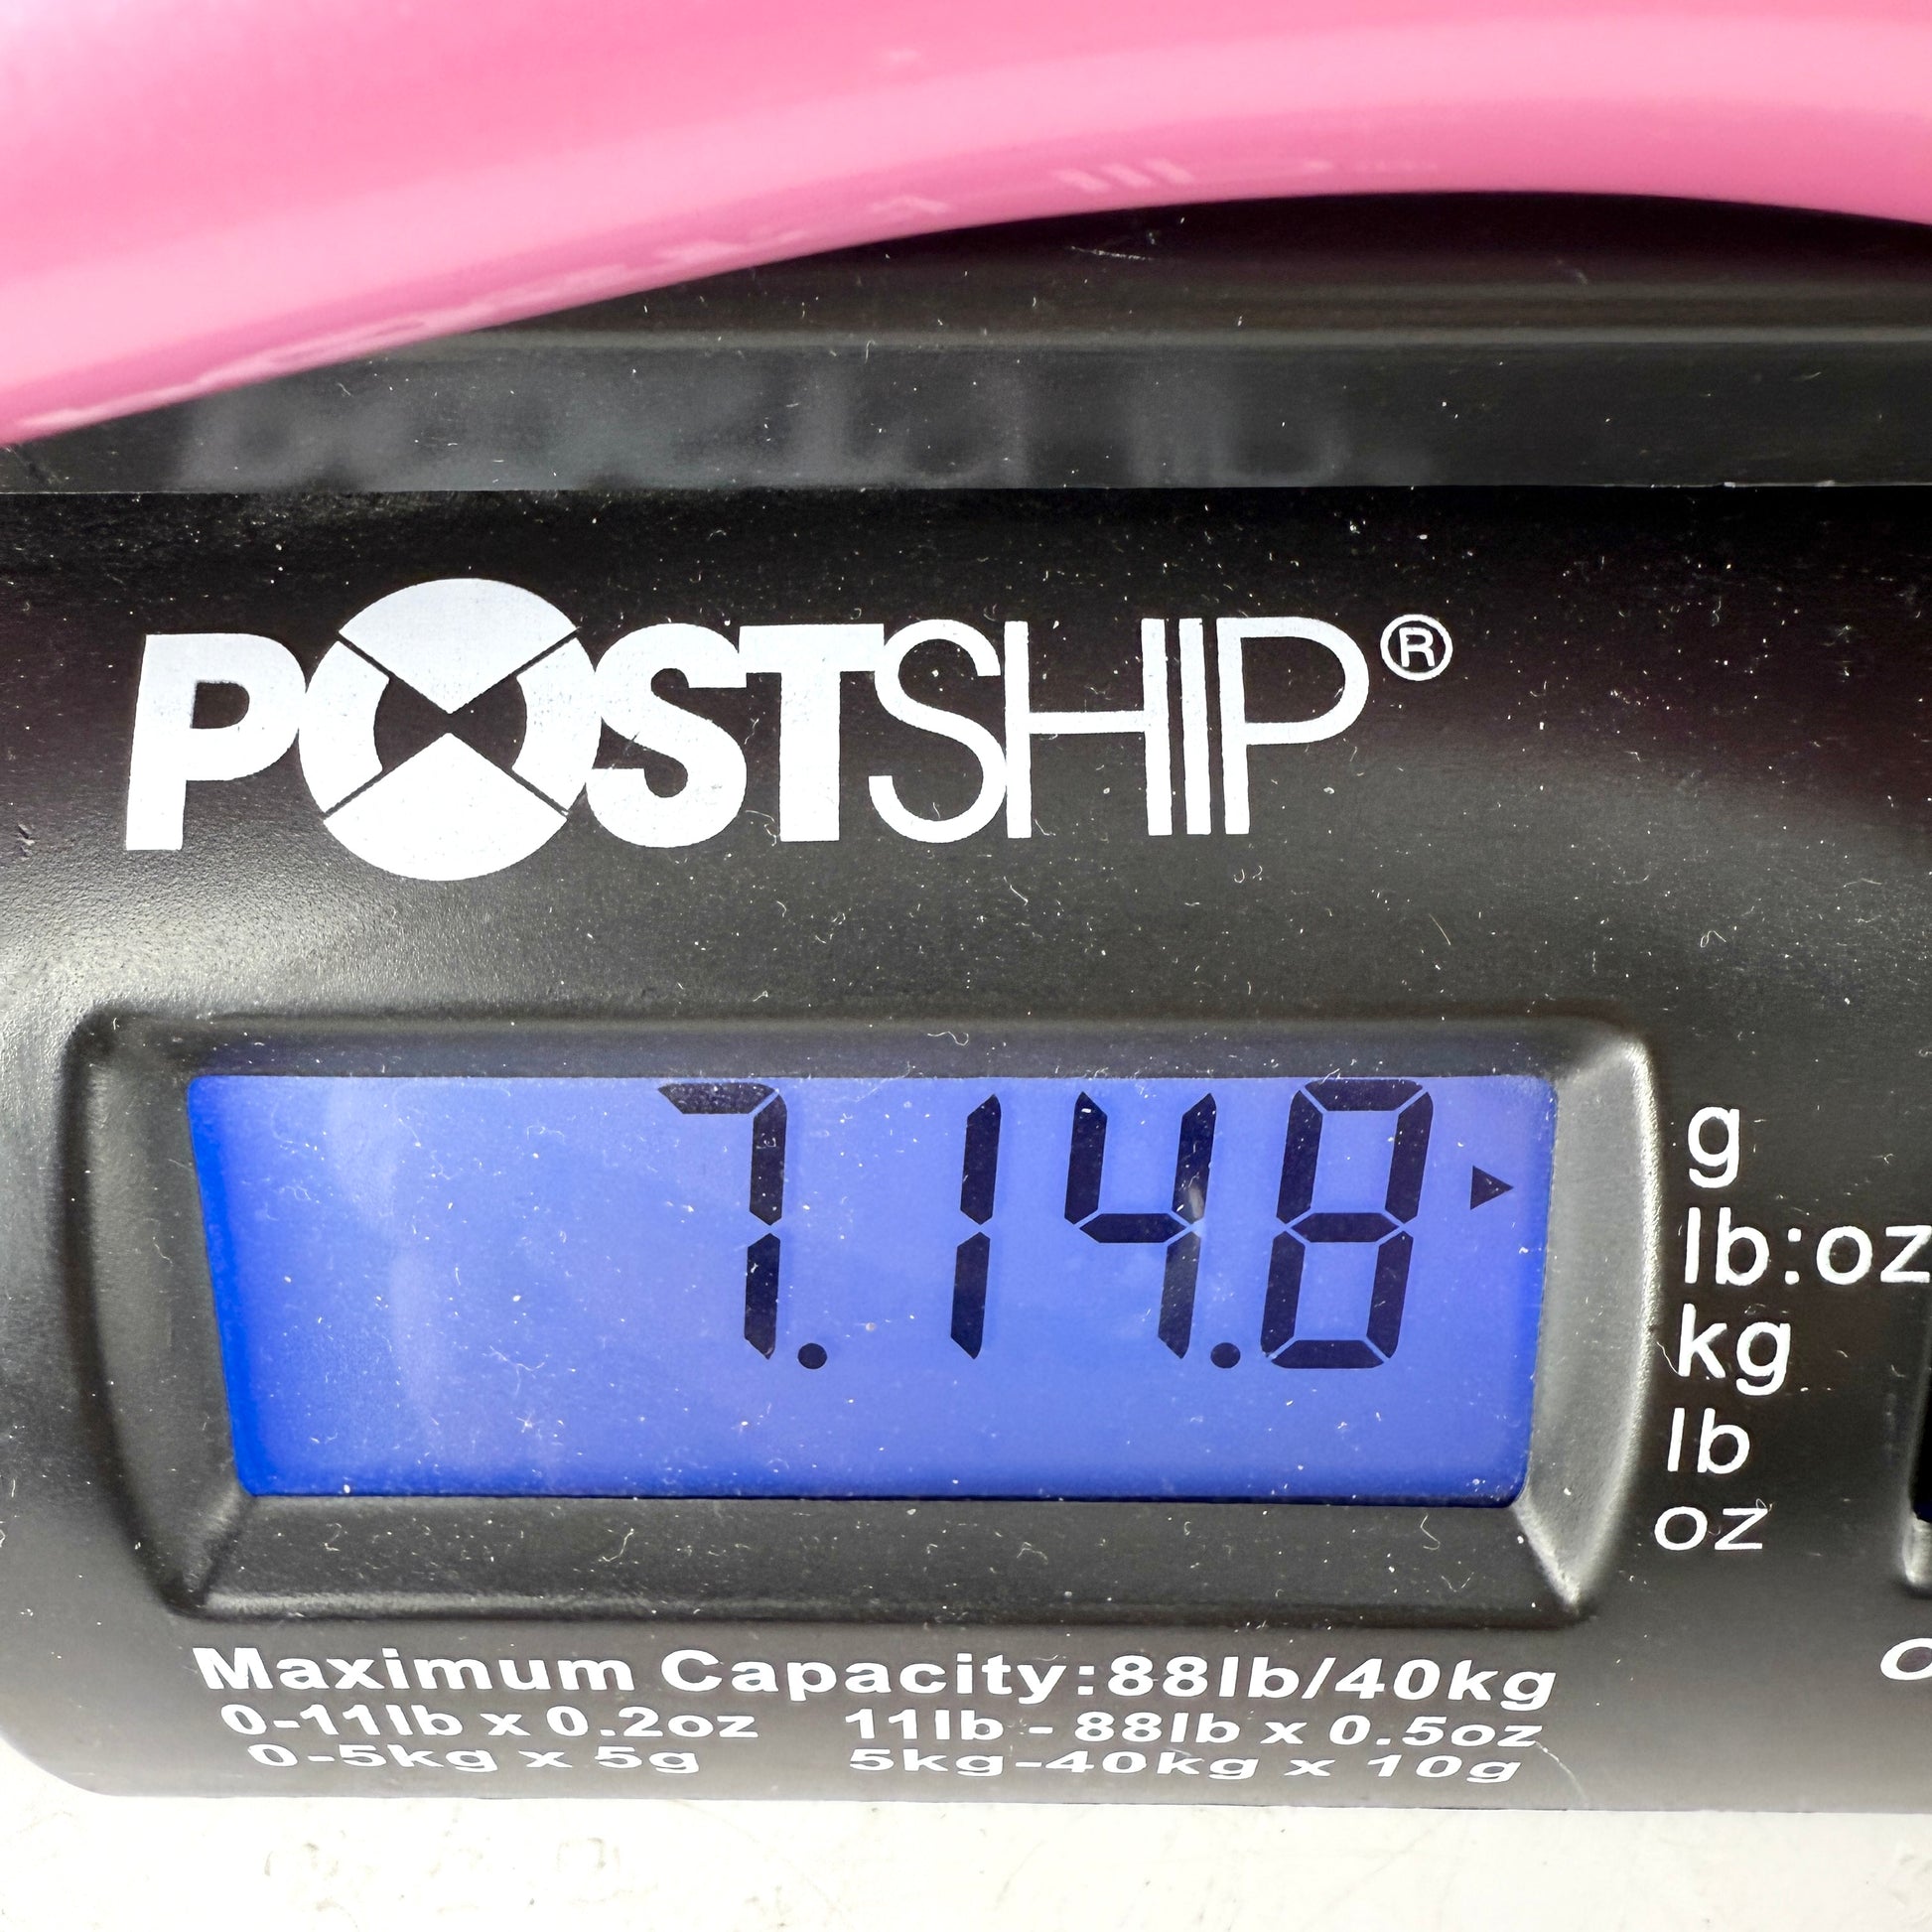 POSTSHIP®
7.14.8
g
lb:oz
kg
lb
oz
Maximum Capacity:88lb/40kg
0-11lb x 0.2oz 11lb - 88lb x 0.5oz
0-5kg x 5g 5kg-40kg x 10g